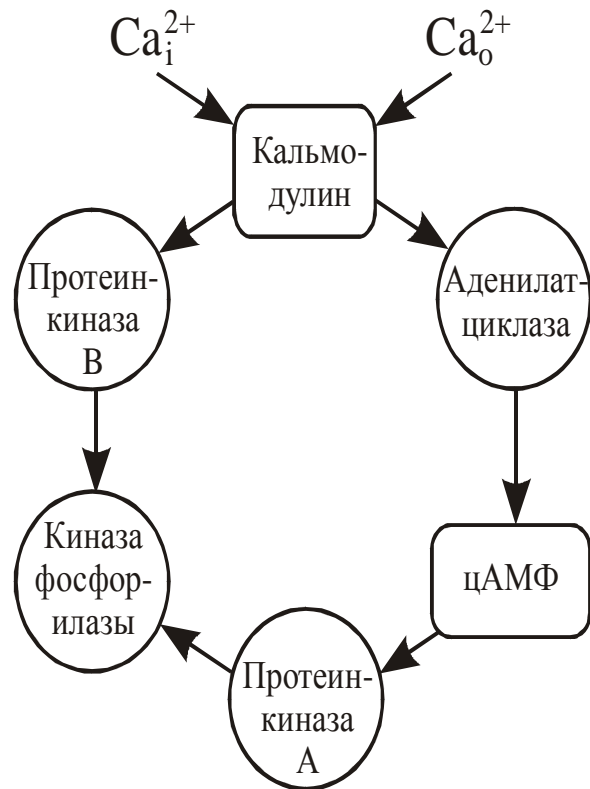 Ca²⁺ᵢ Ca²⁺ₒ
Кальмо-
дулин
Протеин-
киназа
В
Аденилат-
циклаза
Киназа
фосфор-
илазы
цАМФ
Протеин-
киназа
А